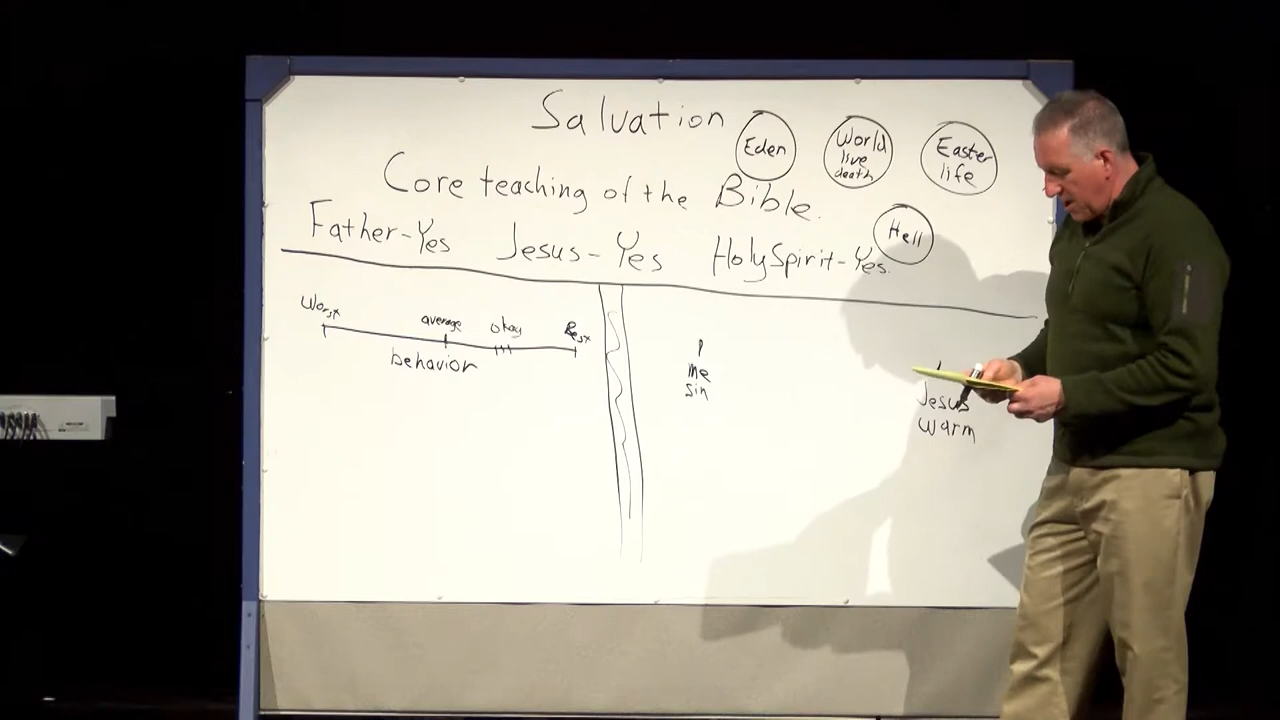 Salvation
Eden
World
live
death
Easter
life
Core teaching of the Bible.
Hell
Father-Yes Jesus-Yes Holy Spirit-Yes.
Worst average okay Best
behavior
me
sin
Jesus
warm